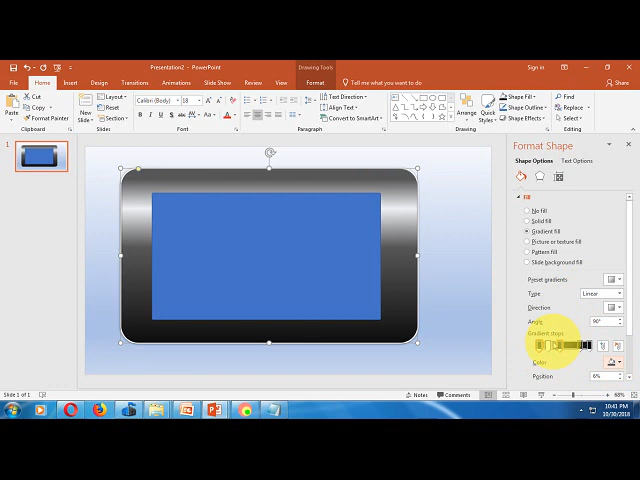 Presentation2 - PowerPoint
Drawing Tools
Sign in
File Home Insert Design Transitions Animations Slide Show Review View Format Tell me what you want to do
Share
Paste
Cut
Copy
Format Painter
Clipboard
New Slide
Layout
Reset
Section
Slides
Calibri (Body) 18
Font
Text Direction
Align Text
Convert to SmartArt
Paragraph
Arrange
Quick Styles
Shape Fill
Shape Outline
Shape Effects
Drawing
Find
Replace
Select
Editing
1
Format Shape
Shape Options Text Options
Fill
No fill
Solid fill
Gradient fill
Picture or texture fill
Pattern fill
Slide background fill
Preset gradients
Type Linear
Direction
Angle 90°
Gradient stops
Color
Position 6%
Slide 1 of 1
Notes Comments
68%
10:41 PM
10/30/2018